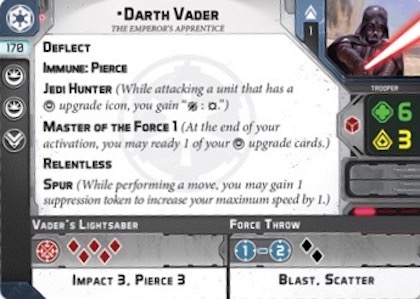 •Darth Vader
The Emperor's Apprentice
170
1
Deflect
Immune: Pierce
Jedi Hunter (While attacking a unit that has a
upgrade icon, you gain " : .")
Master of the Force 1 (At the end of your
activation, you may ready 1 of your upgrade cards.)
Relentless
Spur (While performing a move, you may gain 1
suppression token to increase your maximum speed by 1.)
Trooper
6
3
Vader's Lightsaber
Force Throw
1-2
Impact 3, Pierce 3
Blast, Scatter